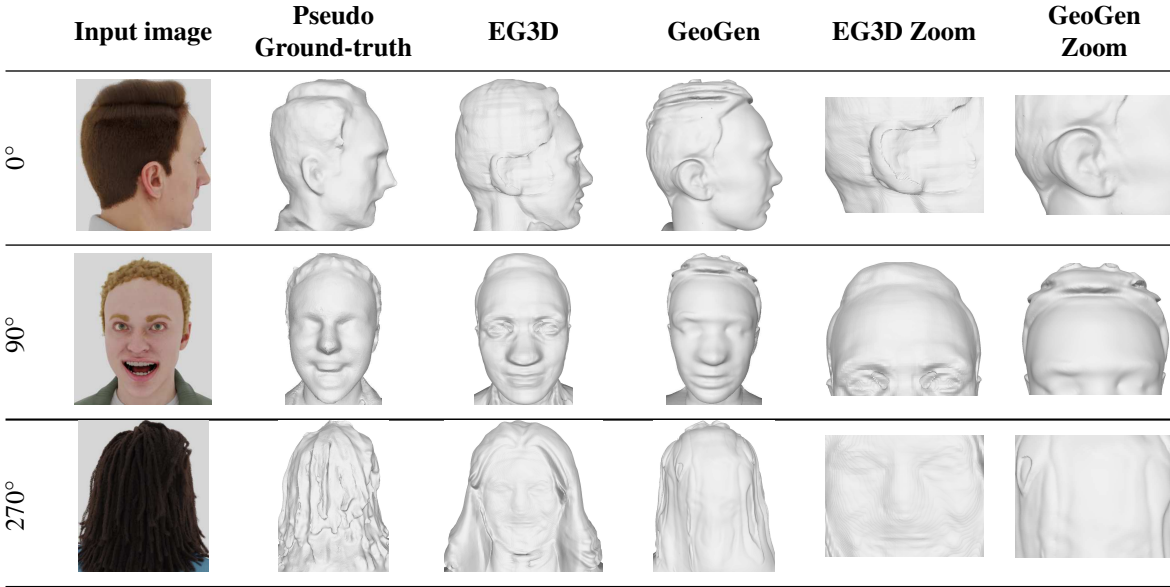 Input image
Pseudo
Ground-truth
EG3D
GeoGen
EG3D Zoom
GeoGen
Zoom
0°
90°
270°